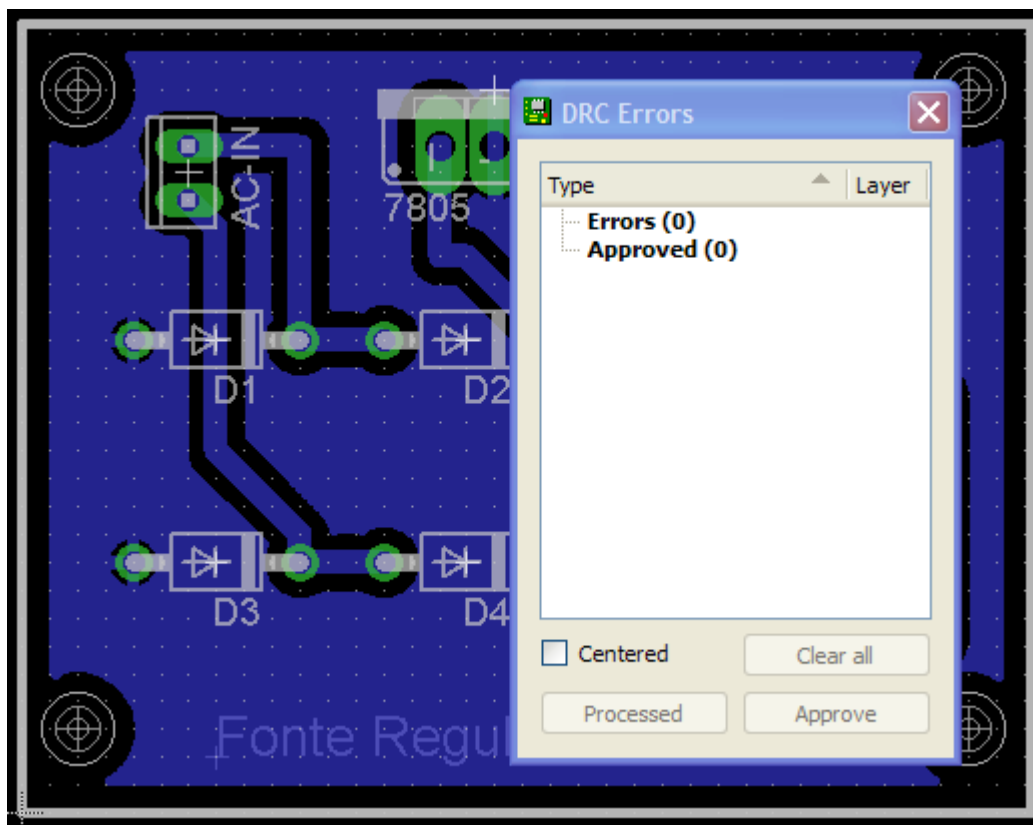 DRC Errors
AC-IN
7805
Type
Layer
Errors (0)
Approved (0)
D1
D2
D3
D4
Centered
Clear all
Processed
Approve
Fonte Regul